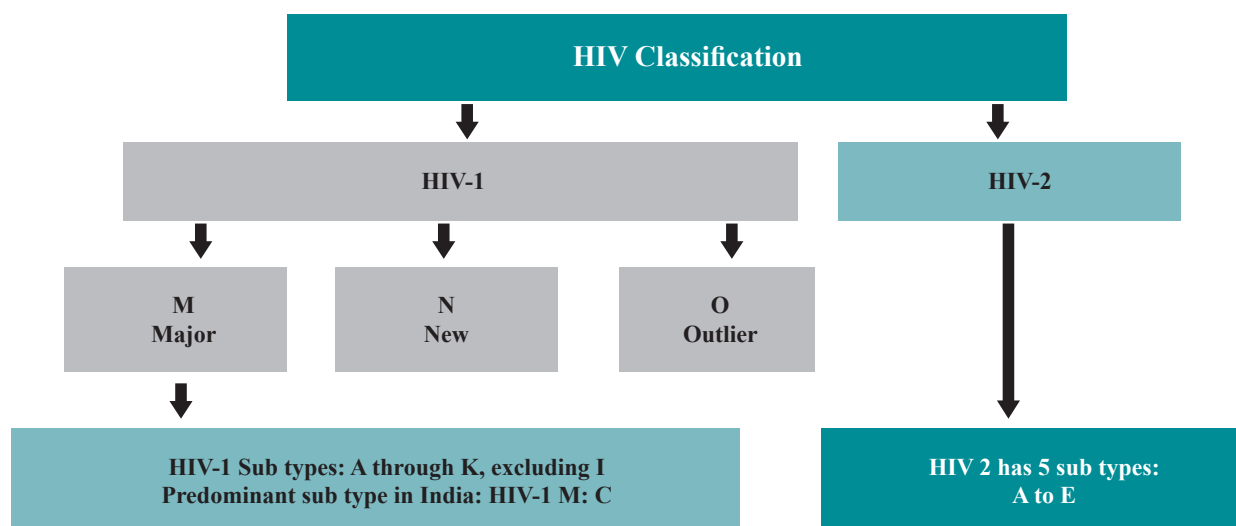 HIV Classification
HIV-1
HIV-2
M
Major
N
New
O
Outlier
HIV-1 Sub types: A through K, excluding I
Predominant sub type in India: HIV-1 M: C
HIV 2 has 5 sub types:
A to E